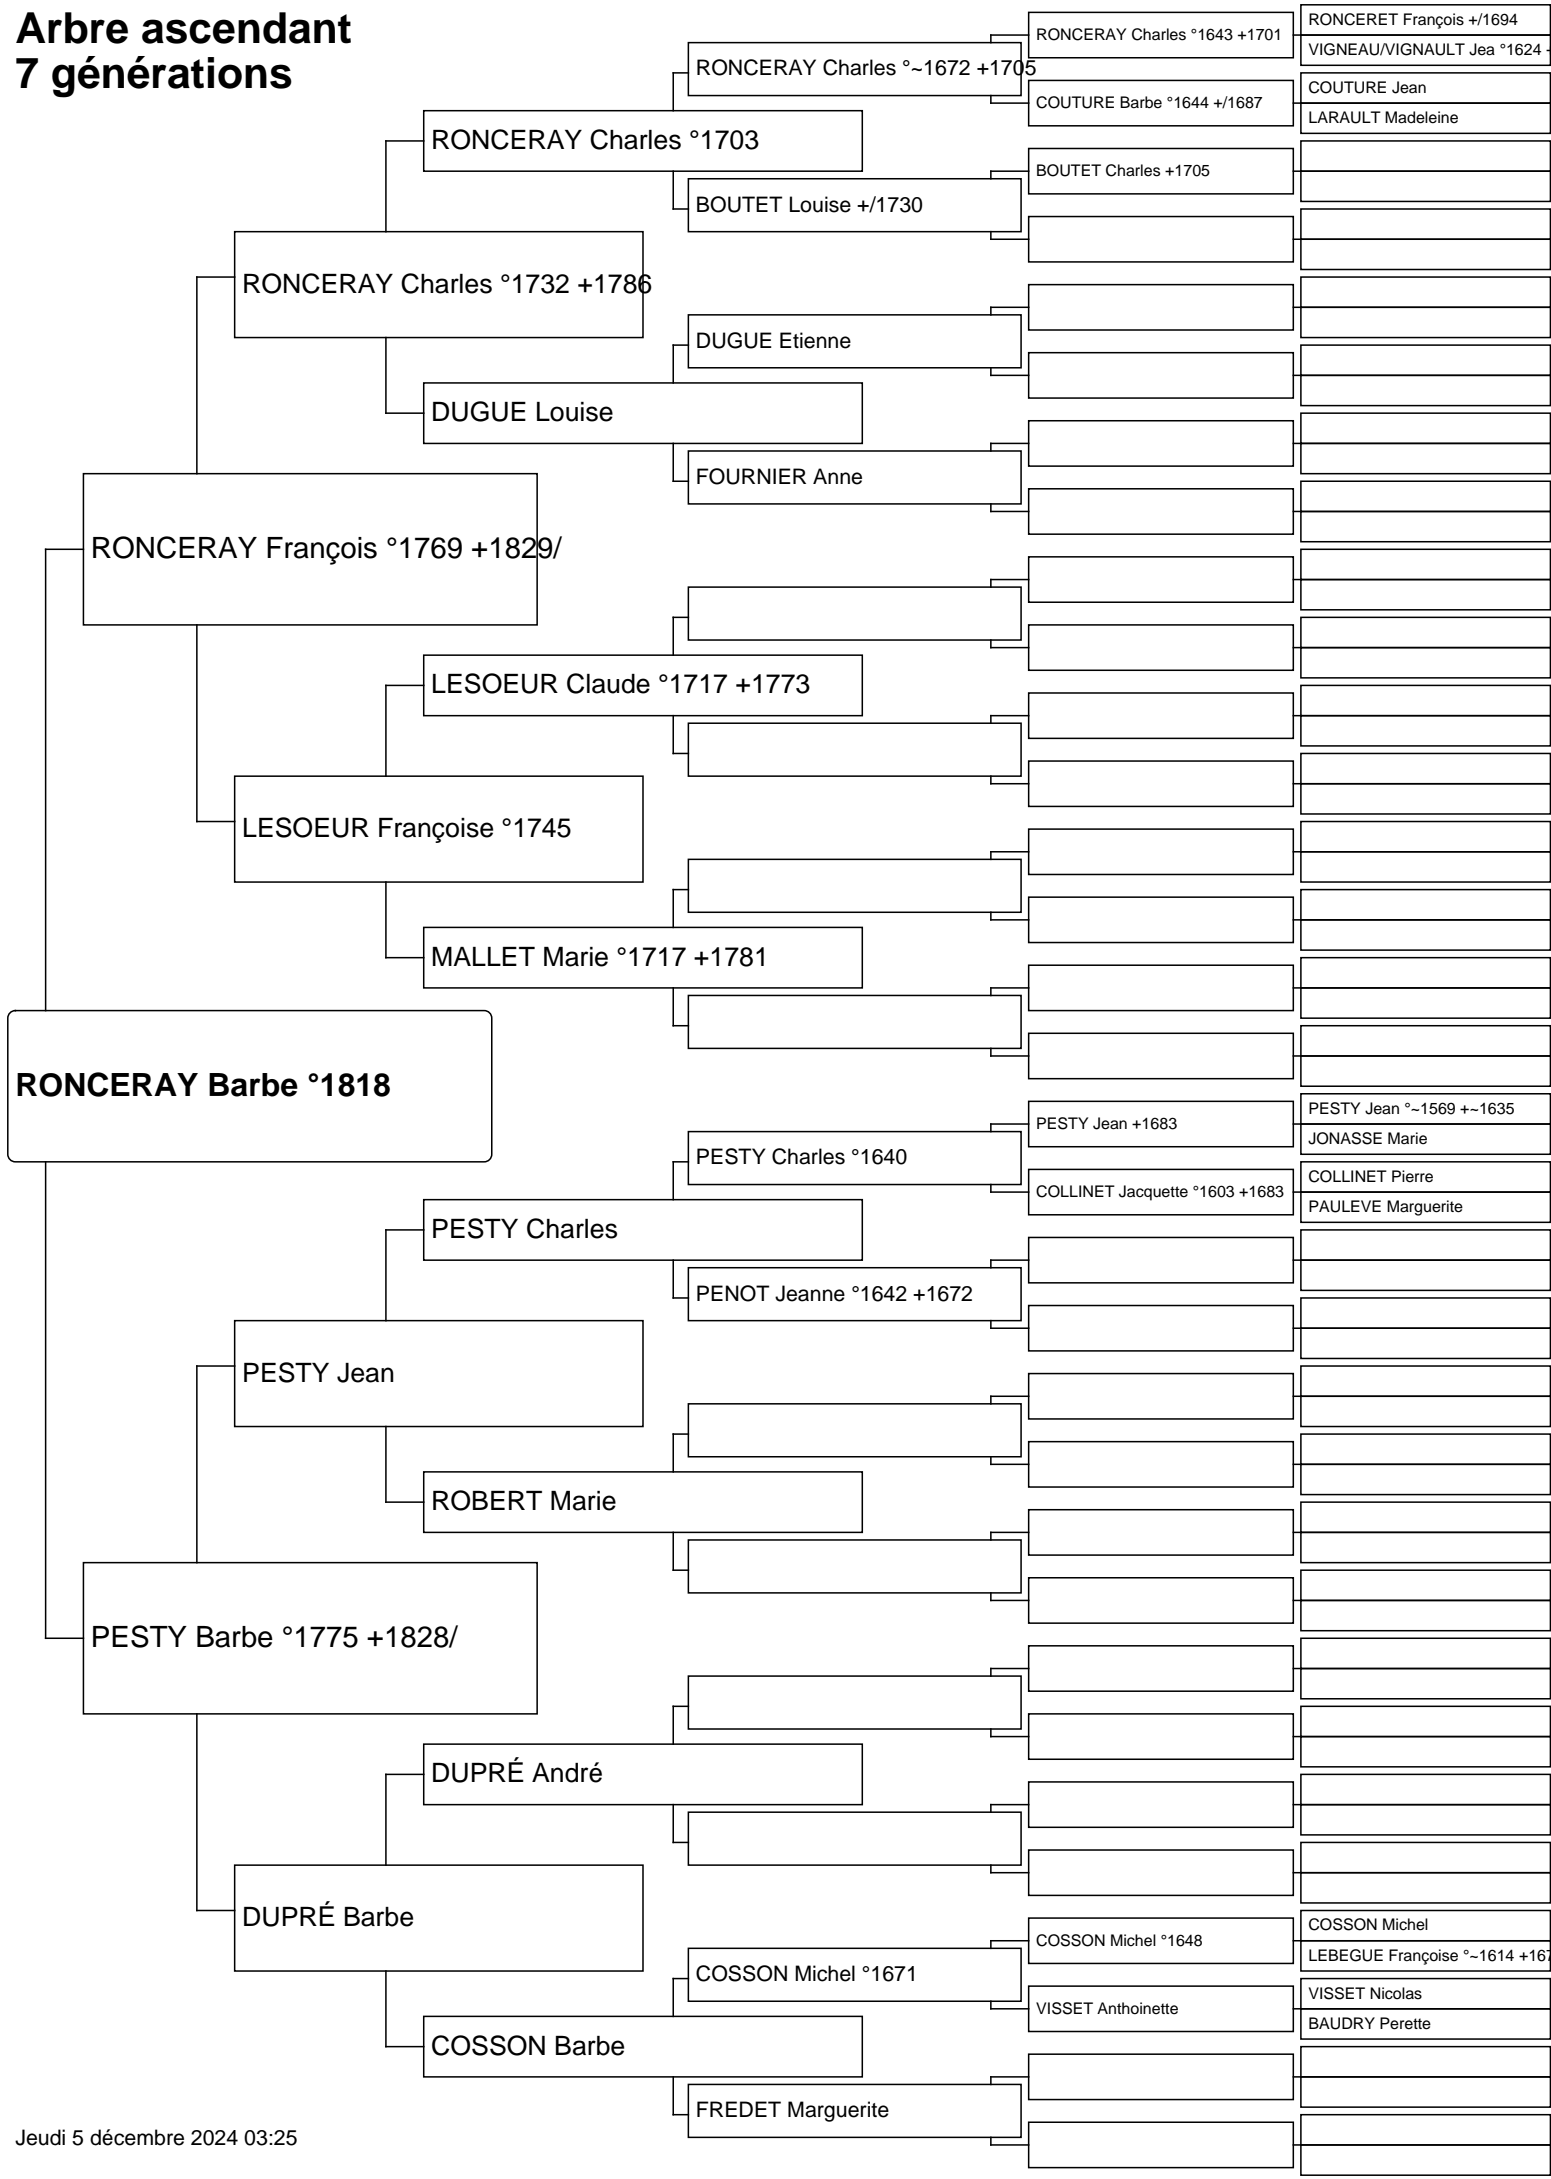 Arbre ascendant
7 générations
RONCERAY Barbe °1818
RONCERAY François °1769 +1829/
PESTY Barbe °1775 +1828/
RONCERAY Charles °1732 +1786
LESOEUR Françoise °1745
PESTY Jean
DUPRÉ Barbe
RONCERAY Charles °1703
DUGUE Louise
LESOEUR Claude °1717 +1773
MALLET Marie °1717 +1781
PESTY Charles
ROBERT Marie
DUPRÉ André
COSSON Barbe
RONCERAY Charles °~1672 +1705
BOUTET Louise +/1730
DUGUE Etienne
FOURNIER Anne
PESTY Charles °1640
PENOT Jeanne °1642 +1672
COSSON Michel °1671
FREDET Marguerite
RONCERAY Charles °1643 +1701
COUTURE Barbe °1644 +/1687
BOUTET Charles +1705
PESTY Jean +1683
COLLINET Jacquette °1603 +1683
COSSON Michel °1648
VISSET Anthoinette
RONCERET François +/1694
VIGNEAU/VIGNAULT Jea °1624
COUTURE Jean
LARAULT Madeleine
PESTY Jean °~1569 +~1635
JONASSE Marie
COLLINET Pierre
PAULEVE Marguerite
COSSON Michel
LEBEGUE Françoise °~1614 +167
VISSET Nicolas
BAUDRY Perette
Jeudi 5 décembre 2024 03:25